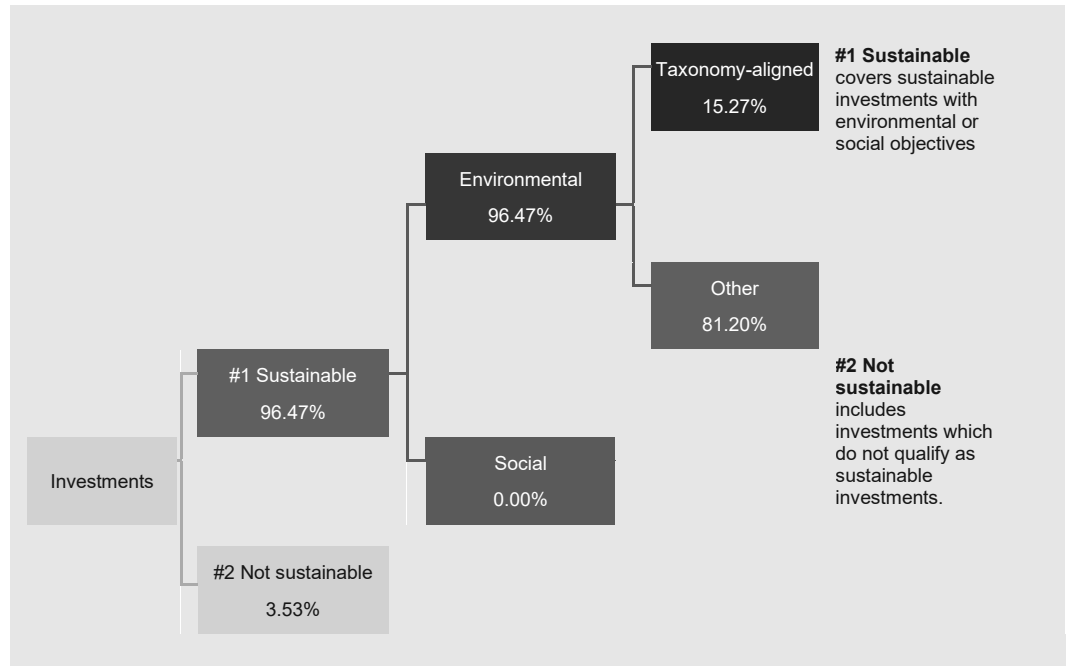 Taxonomy-aligned
15.27%
#1 Sustainable
covers sustainable
investments with
environmental or
social objectives
Environmental
96.47%
Other
81.20%
#1 Sustainable
96.47%
#2 Not
sustainable
includes
investments which
do not qualify as
sustainable
investments.
Investments
Social
0.00%
#2 Not sustainable
3.53%